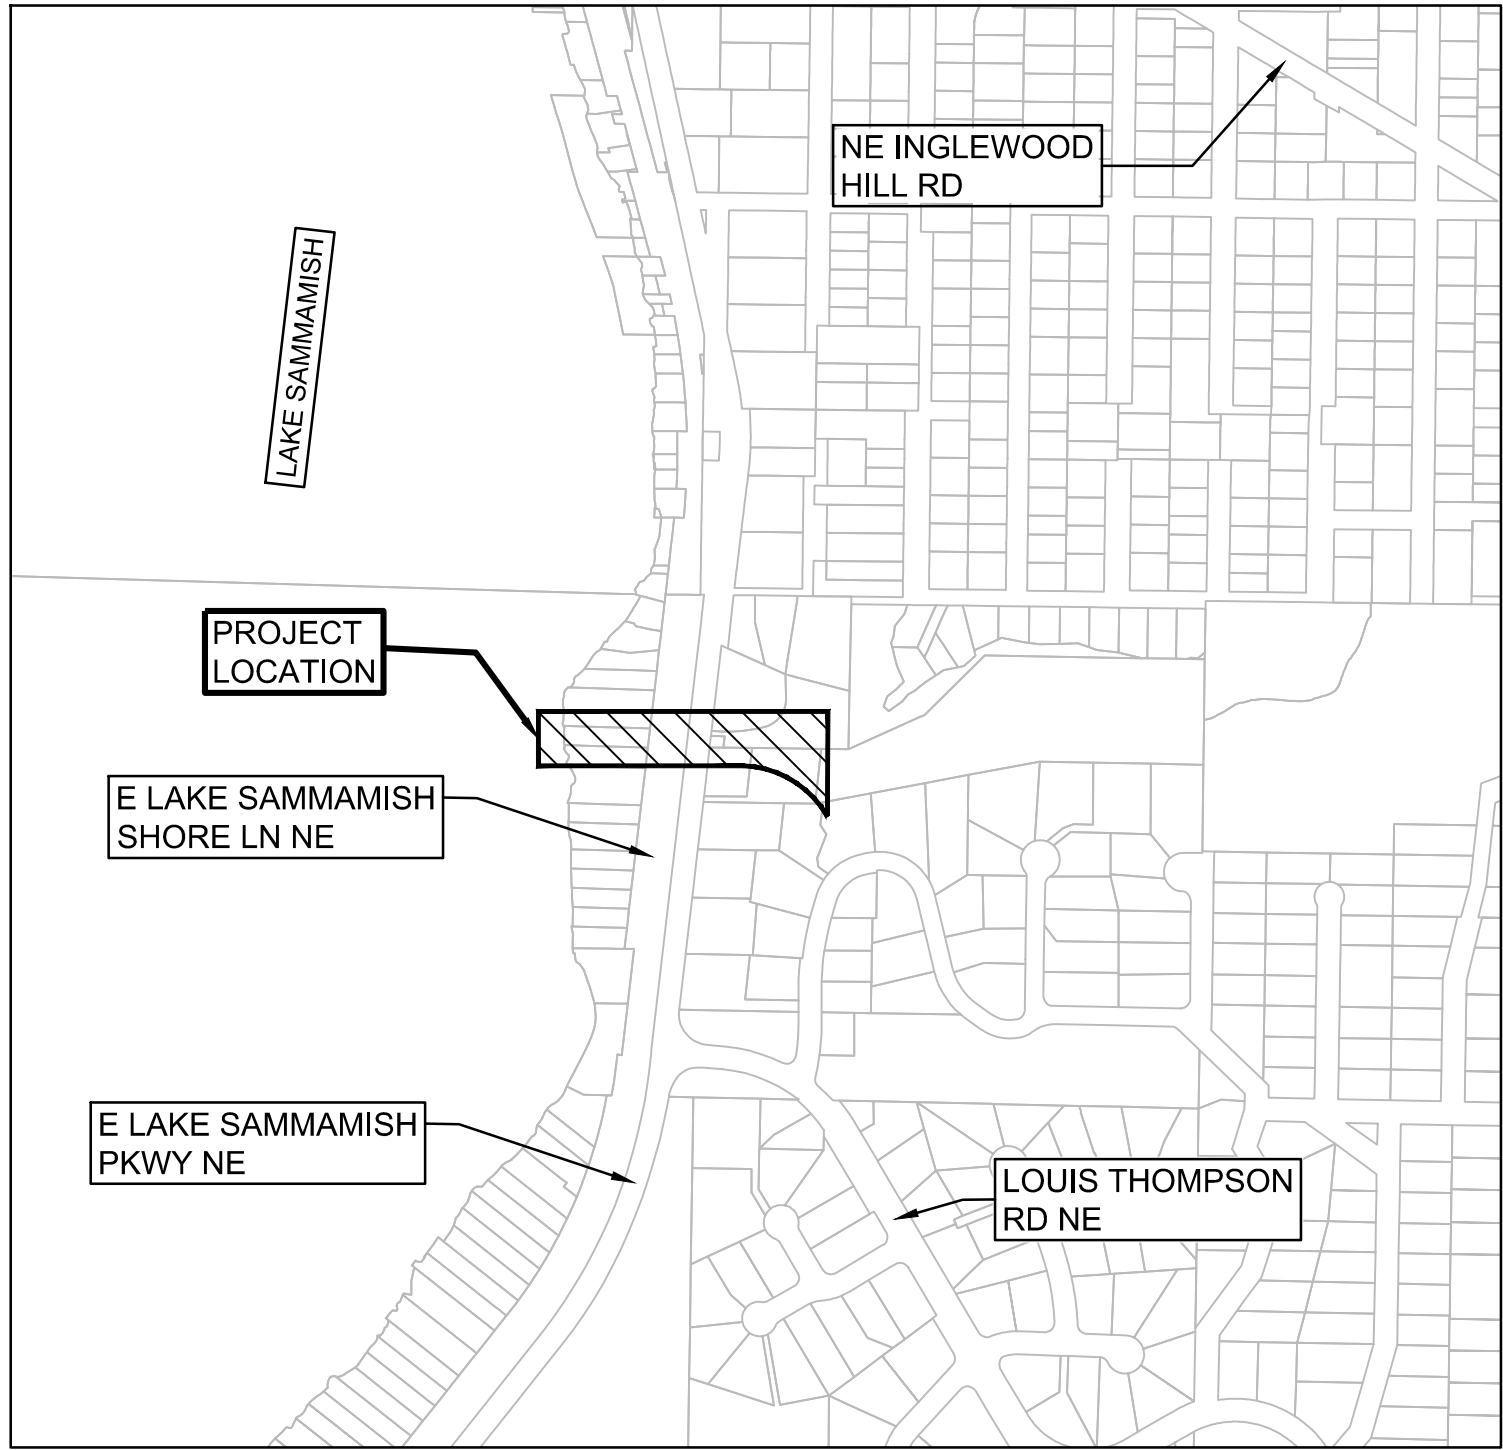 NE INGLEWOOD
HILL RD
LAKE SAMMAMISH
PROJECT
LOCATION
E LAKE SAMMAMISH
SHORE LN NE
E LAKE SAMMAMISH
PKWY NE
LOUIS THOMPSON
RD NE